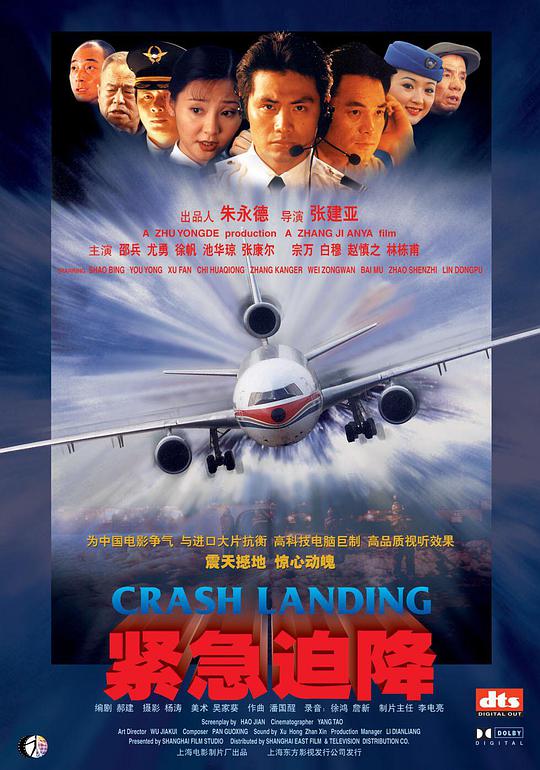 出品人 朱永德 导演 张建亚
A ZHU YONGDE production A ZHANG JI ANYA film
主演 邵兵 尤勇 徐帆 池华琼 张康尔 宗万 白穆 赵慎之 林栋甫
STARRING SHAO BING YOU YONG XU FAN CHI HUAQIONG ZHANG KANGER WEI ZONGWAN BAI MU ZHAO SHENZHI LIN DONGPU
为中国电影争气 与进口大片抗衡 高科技电脑巨制 高品质视听效果
震天撼地 惊心动魄
CRASH LANDING
紧急迫降
编剧 郝建 摄影 杨涛 美术 吴家葵 作曲 潘国醒 录音：徐鸿 詹新 制片主任 李电亮
Screenplay by HAO JIAN Cinematographer YANG TAO
Art Director WU JIAKUI Composer PAN GUOXING Sound by Xu Hong Zhan Xin Production Manager LI DIANLIANG
Presented by SHANGHAI FILM STUDIO Distributed by SHANGHAI EAST FILM & TELEVISION DISTRIBUTION CO.
上海电影制片厂出品 上海东方影视发行公司发行
dts
DIGITAL OUT
DOLBY
DIGITAL